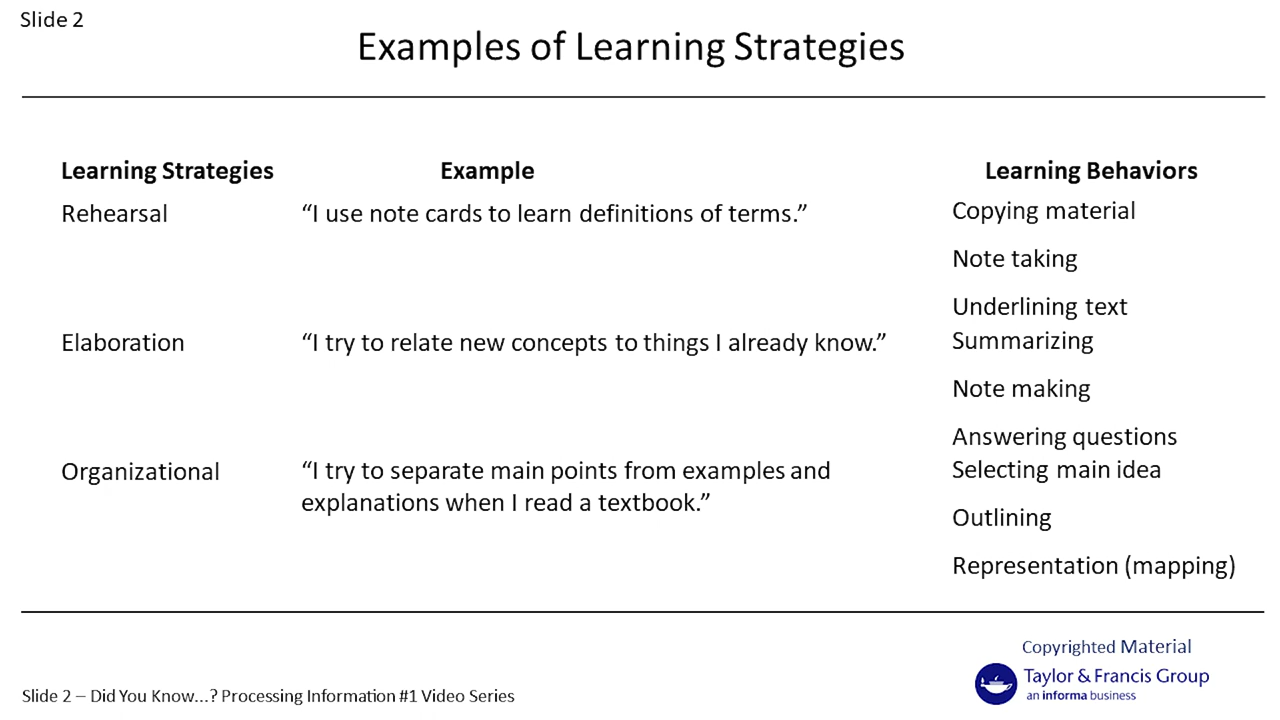 Slide 2
Examples of Learning Strategies
Learning Strategies Example Learning Behaviors
Rehearsal “I use note cards to learn definitions of terms.” Copying material
Note taking
Underlining text
Elaboration “I try to relate new concepts to things I already know.” Summarizing
Note making
Answering questions
Organizational “I try to separate main points from examples and Selecting main idea
explanations when I read a textbook.”
Outlining
Representation (mapping)
Copyrighted Material
Taylor & Francis Group
an informa business
Slide 2 – Did You Know...? Processing Information #1 Video Series